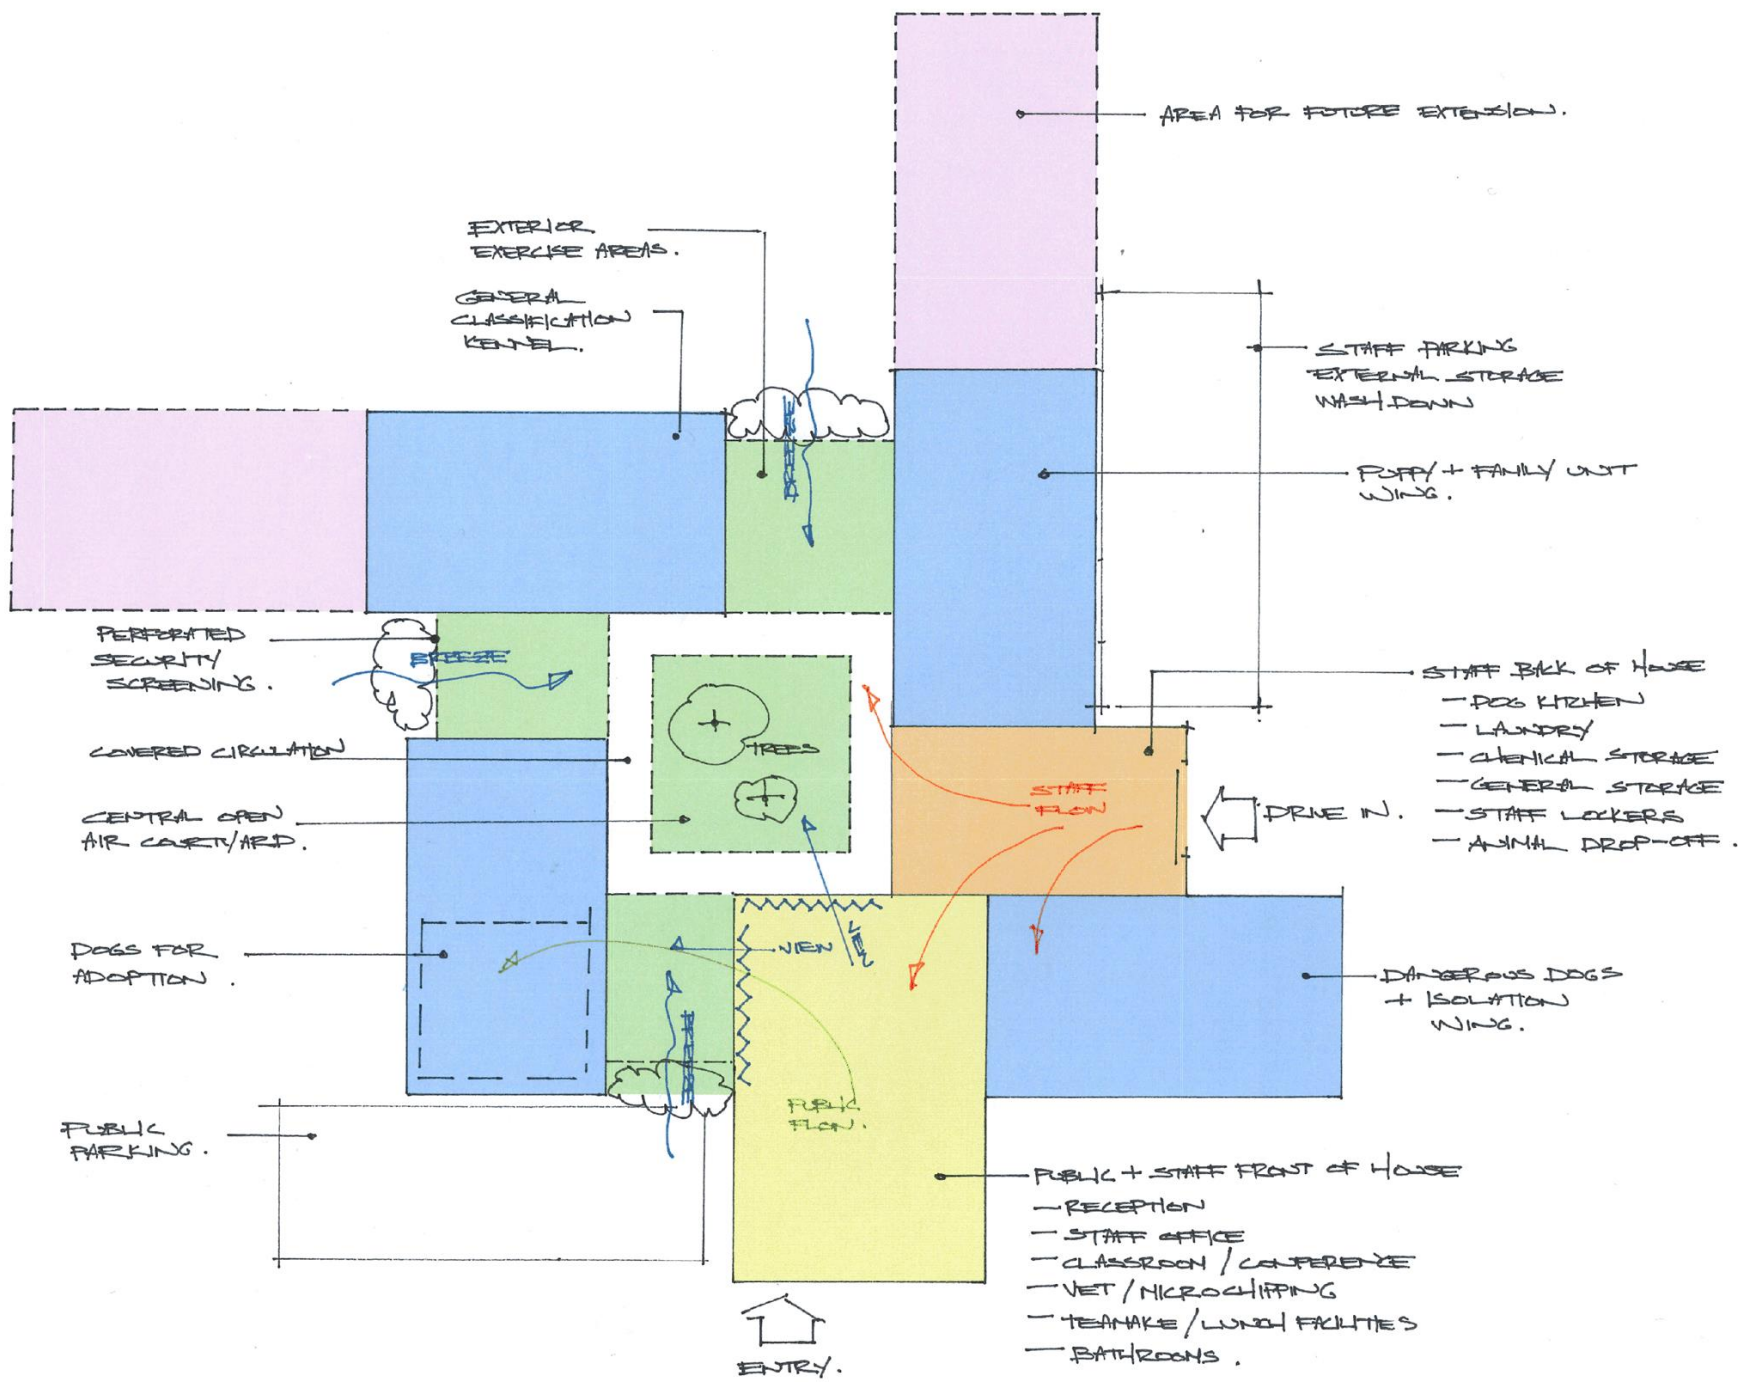 AREA FOR FUTURE EXTENSION.
EXTERIOR
EXERCISE AREAS.
GENERAL
CLASSIFICATION
KENNEL.
BREEZE
STAFF PARKING
EXTERNAL STORAGE
WASH DOWN
PUPPY + FAMILY UNIT
WING.
PERFORATED
SECURITY
SCREENING.
BREEZE
STAFF BACK OF HOUSE
- DOG KITCHEN
- LAUNDRY
- CHEMICAL STORAGE
- GENERAL STORAGE
- STAFF LOCKERS
- ANIMAL DROP-OFF.
COVERED CIRCULATION
TREES
STAFF
FLOW
DRIVE IN.
CENTRAL OPEN
AIR COURTYARD.
DOGS FOR
ADOPTION.
VIEW
VIEW
DANGEROUS DOGS
+ ISOLATION
WING.
BREEZE
PUBLIC
FLOW.
PUBLIC
PARKING.
PUBLIC + STAFF FRONT OF HOUSE
- RECEPTION
- STAFF OFFICE
- CLASSROOM / CONFERENCE
- VET / MICROCHIPPING
- TEAMAKE / LUNCH FACILITIES
- BATHROOMS.
ENTRY.